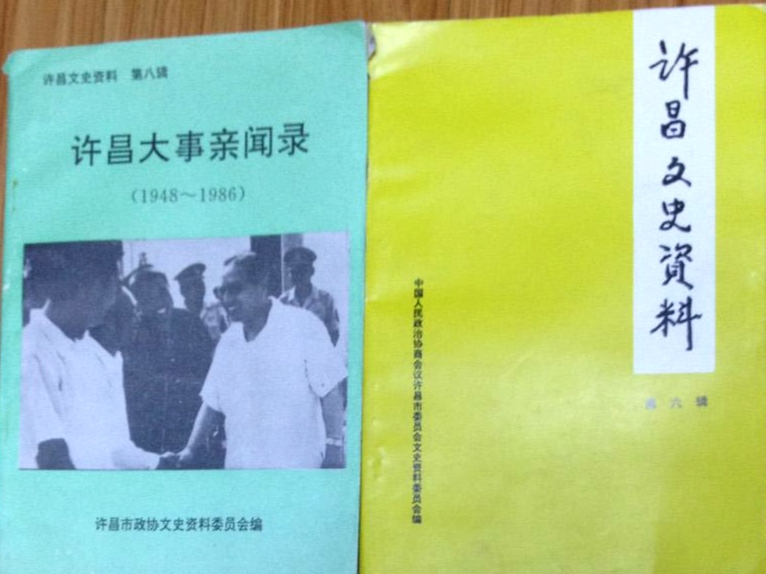 许昌文史资料 第八辑
许昌大事亲闻录
(1948～1986)
许昌市政协文史资料委员会编
许昌文史資料
第六辑
中国人民政治协商会议许昌市委员会文史资料委员会编